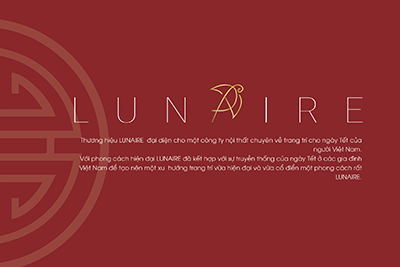 LUNAIRE
Thương hiệu LUNAIRE đại diện cho một công ty nội thất chuyên về trang trí cho ngày Tết của
người Việt Nam.
Với phong cách hiện đại LUNAIRE đã kết hợp với sự truyền thống của ngày Tết ở các gia đình
Việt Nam để tạo nên một xu hướng trang trí vừa hiện đại và vừa cổ điển một phong cách rất
LUNAIRE.